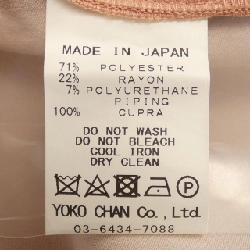 MADE IN JAPAN
71% POLYESTER
22% RAYON
7% POLYURETHANE
PIPING
100% CUPRA
DO NOT WASH
DO NOT BLEACH
COOL IRON
DRY CLEAN
YOKO CHAN Co., Ltd.
03-6434-7088